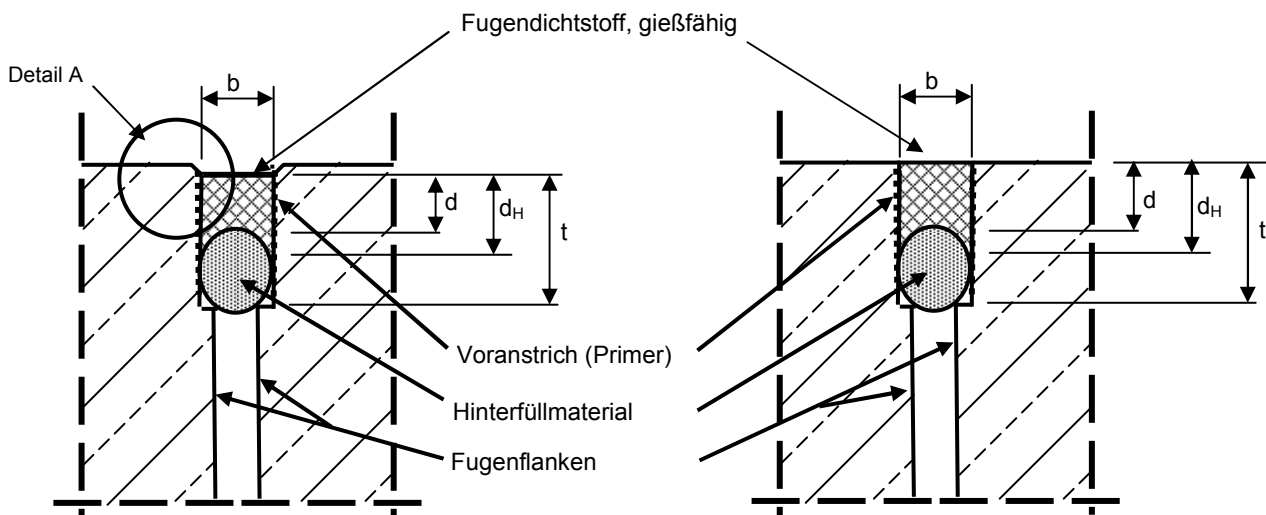 Fugendichtstoff, gießfähig
Detail A
b
b
d
dH
t
d
dH
t
Voranstrich (Primer)
Hinterfüllmaterial
Fugenflanken